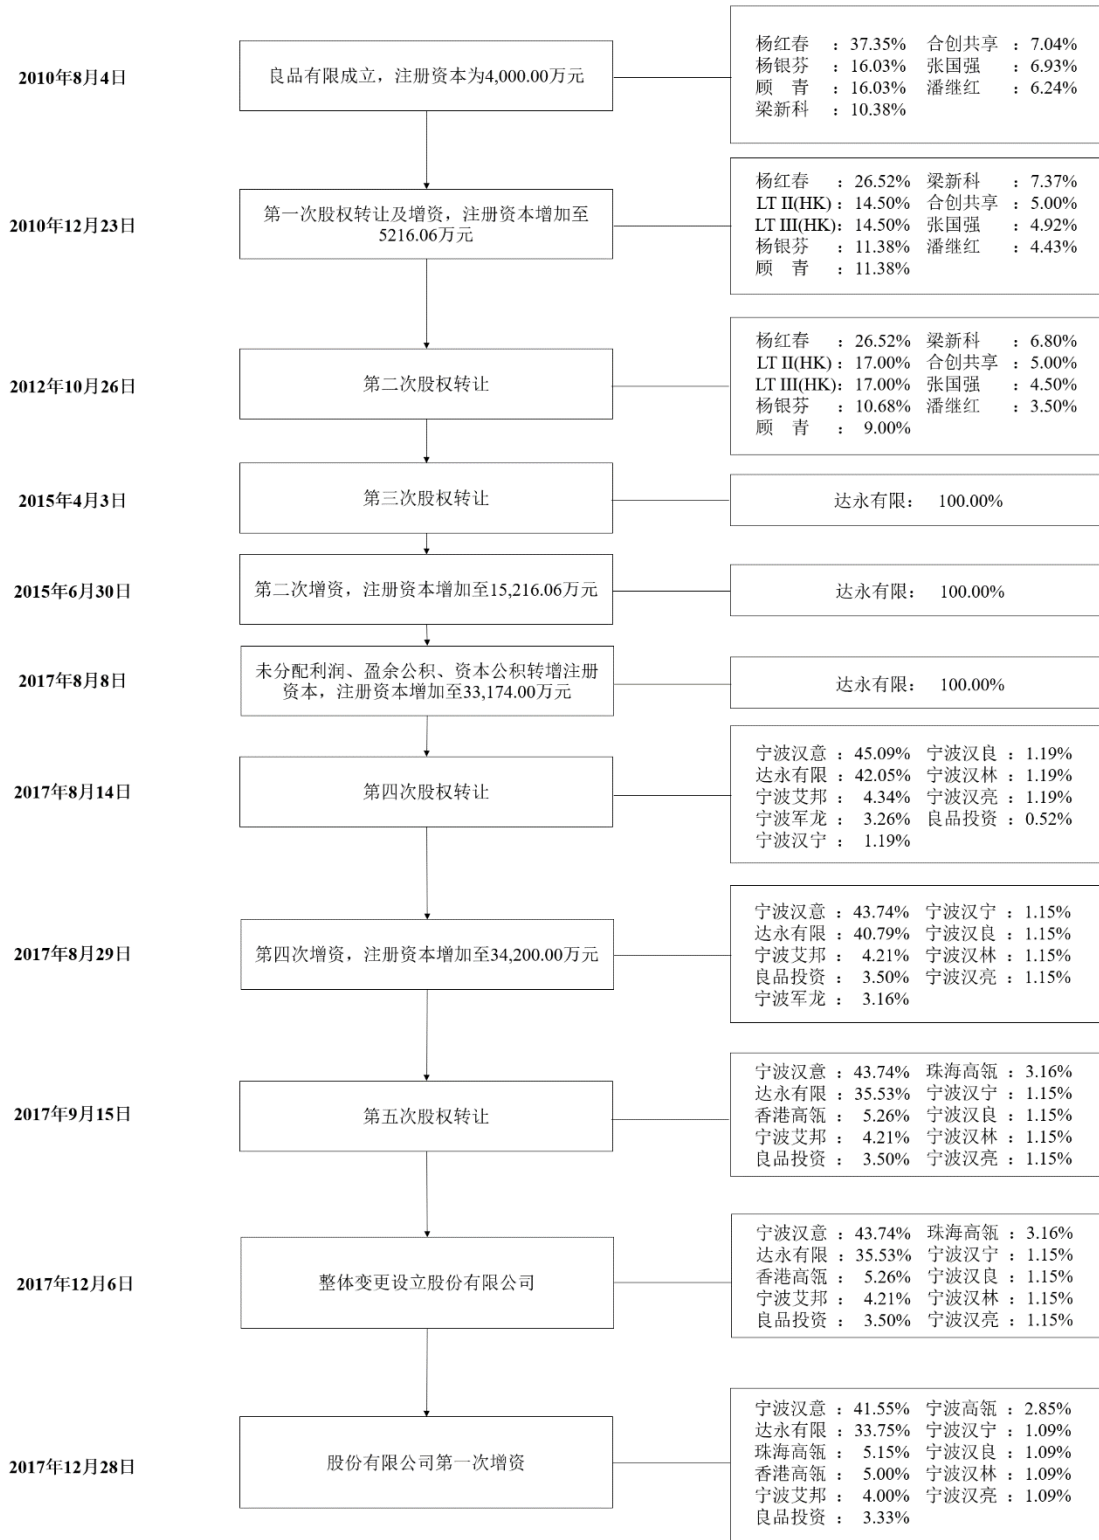 2010年8月4日
良品有限成立，注册资本为4,000.00万元
杨红春 ：37.35% 合创共享 ：7.04%
杨银芬 ：16.03% 张国强 ：6.93%
顾 青 ：16.03% 潘继红 ：6.24%
梁新科 ：10.38%
2010年12月23日
第一次股权转让及增资，注册资本增加至
5216.06万元
杨红春 ：26.52% 梁新科 ：7.37%
LT II(HK)：14.50% 合创共享 ：5.00%
LT III(HK)：14.50% 张国强 ：4.92%
杨银芬 ：11.38% 潘继红 ：4.43%
顾 青 ：11.38%
2012年10月26日
第二次股权转让
杨红春 ：26.52% 梁新科 ：6.80%
LT II(HK)：17.00% 合创共享 ：5.00%
LT III(HK)：17.00% 张国强 ：4.50%
杨银芬 ：10.68% 潘继红 ：3.50%
顾 青 ：9.00%
2015年4月3日
第三次股权转让
达永有限： 100.00%
2015年6月30日
第二次增资，注册资本增加至15,216.06万元
达永有限： 100.00%
2017年8月8日
未分配利润、盈余公积、资本公积转增注册
资本，注册资本增加至33,174.00万元
达永有限： 100.00%
2017年8月14日
第四次股权转让
宁波汉意 ：45.09% 宁波汉良 ：1.19%
达永有限 ：42.05% 宁波汉林 ：1.19%
宁波艾邦 ：4.34% 宁波汉亮 ：1.19%
宁波军龙 ：3.26% 良品投资 ：0.52%
宁波汉宁 ：1.19%
2017年8月29日
第四次增资，注册资本增加至34,200.00万元
宁波汉意 ：43.74% 宁波汉宁 ：1.15%
达永有限 ：40.79% 宁波汉良 ：1.15%
宁波艾邦 ：4.21% 宁波汉林 ：1.15%
良品投资 ：3.50% 宁波汉亮 ：1.15%
宁波军龙 ：3.16%
2017年9月15日
第五次股权转让
宁波汉意 ：43.74% 珠海高瓴 ：3.16%
达永有限 ：35.53% 宁波汉宁 ：1.15%
香港高瓴 ：5.26% 宁波汉良 ：1.15%
宁波艾邦 ：4.21% 宁波汉林 ：1.15%
良品投资 ：3.50% 宁波汉亮 ：1.15%
2017年12月6日
整体变更设立股份有限公司
宁波汉意 ：43.74% 珠海高瓴 ：3.16%
达永有限 ：35.53% 宁波汉宁 ：1.15%
香港高瓴 ：5.26% 宁波汉良 ：1.15%
宁波艾邦 ：4.21% 宁波汉林 ：1.15%
良品投资 ：3.50% 宁波汉亮 ：1.15%
2017年12月28日
股份有限公司第一次增资
宁波汉意 ：41.55% 宁波高瓴 ：2.85%
达永有限 ：33.75% 宁波汉宁 ：1.09%
珠海高瓴 ：5.15% 宁波汉良 ：1.09%
香港高瓴 ：5.00% 宁波汉林 ：1.09%
宁波艾邦 ：4.00% 宁波汉亮 ：1.09%
良品投资 ：3.33%